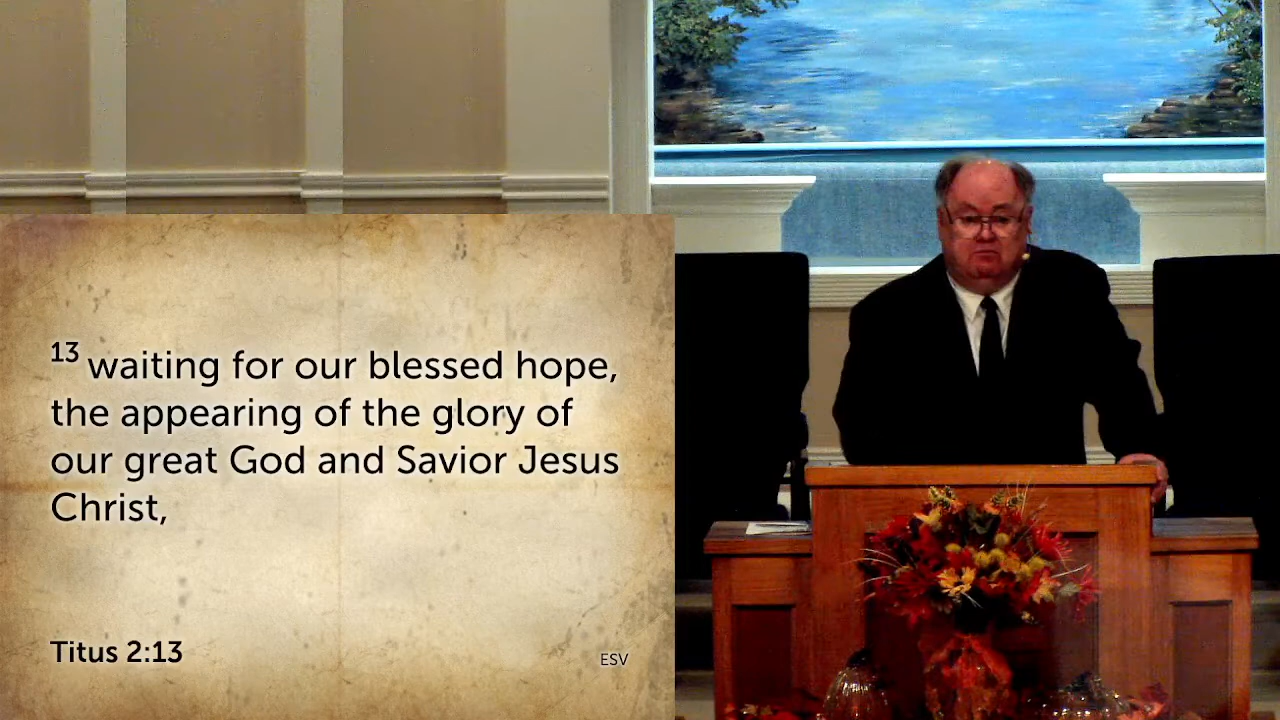 13 waiting for our blessed hope,
the appearing of the glory of
our great God and Savior Jesus
Christ,
Titus 2:13
ESV